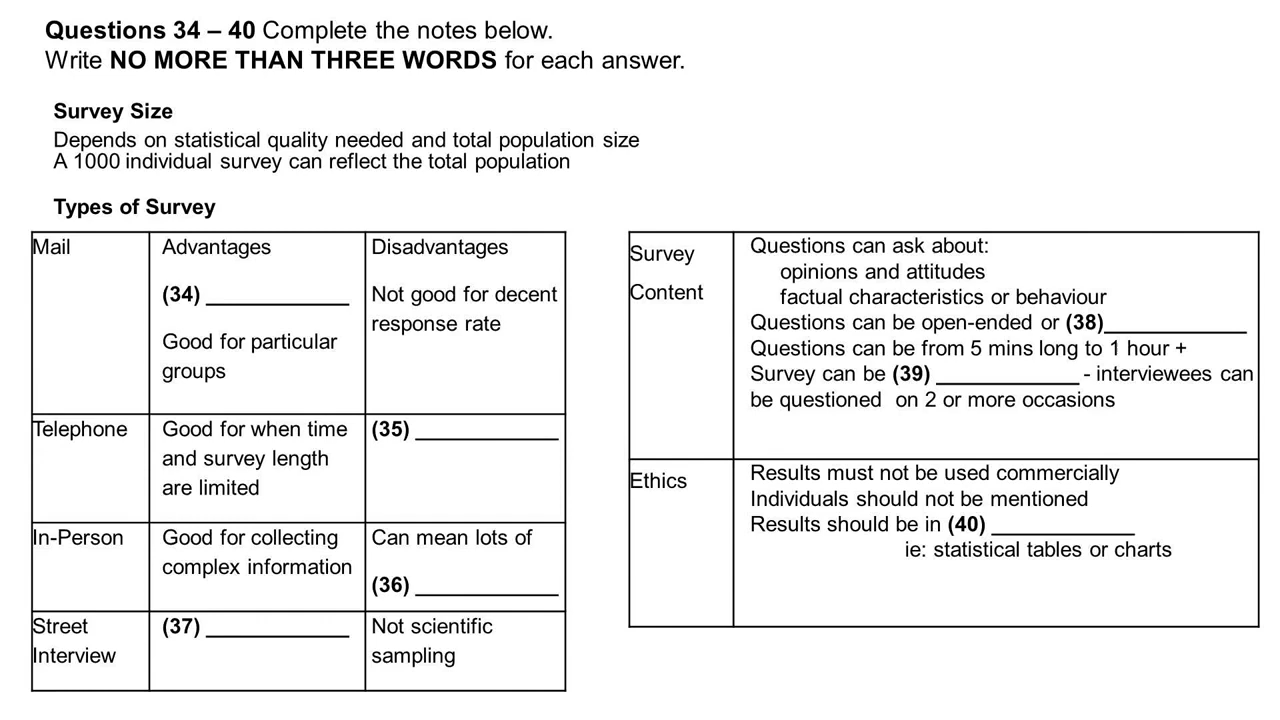 Questions 34 – 40 Complete the notes below.
Write NO MORE THAN THREE WORDS for each answer.
Survey Size
Depends on statistical quality needed and total population size
A 1000 individual survey can reflect the total population
Types of Survey
Mail
Advantages
(34) _____________
Good for particular
groups
Disadvantages
Not good for decent
response rate
Telephone
Good for when time
and survey length
are limited
(35) _____________
In-Person
Good for collecting
complex information
Can mean lots of
(36) _____________
Street
Interview
(37) _____________
Not scientific
sampling
Survey
Content
Questions can ask about:
opinions and attitudes
factual characteristics or behaviour
Questions can be open-ended or (38)_____________
Questions can be from 5 mins long to 1 hour +
Survey can be (39) _____________ - interviewees can
be questioned on 2 or more occasions
Ethics
Results must not be used commercially
Individuals should not be mentioned
Results should be in (40) _____________
ie: statistical tables or charts